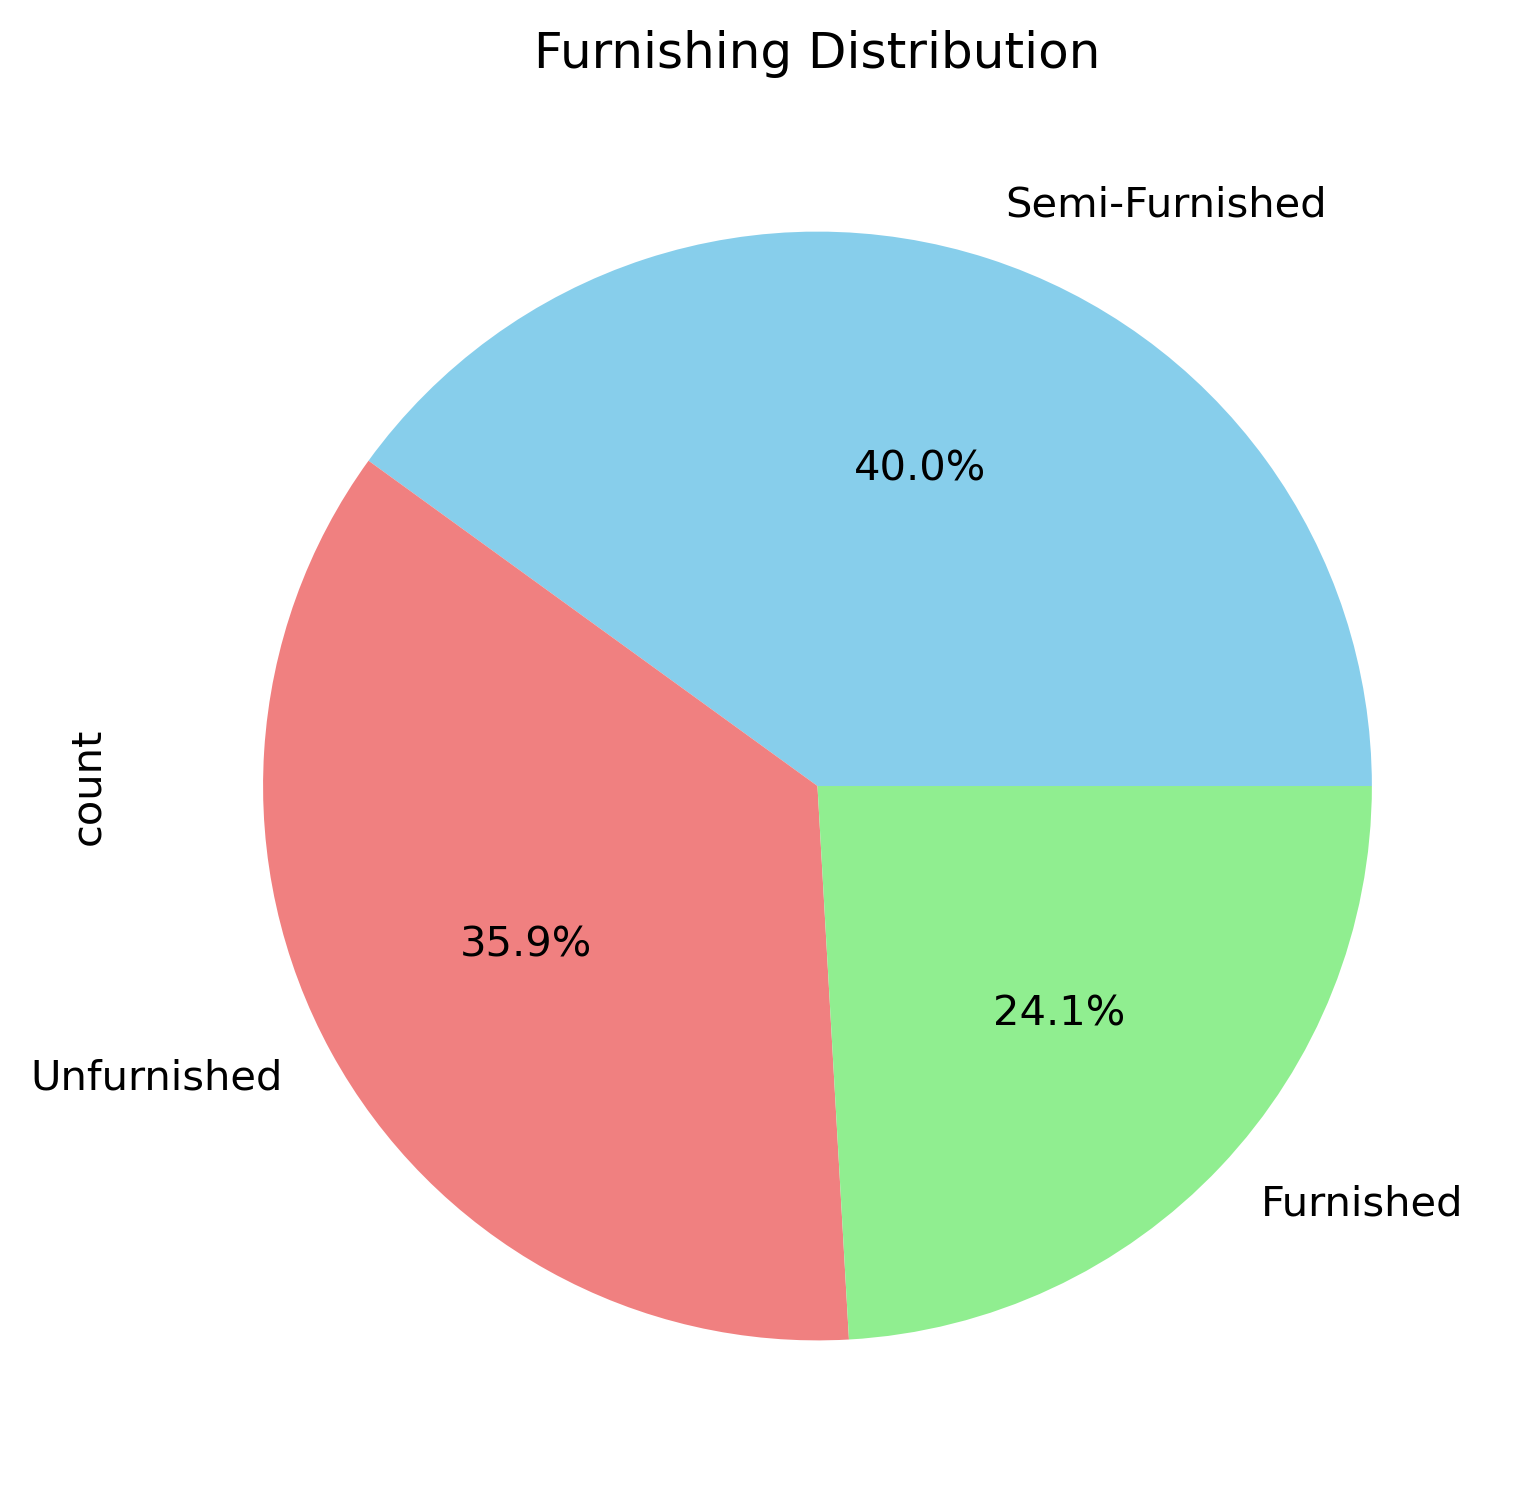 Furnishing Distribution
Semi-Furnished
40.0%
count
35.9%
24.1%
Unfurnished
Furnished